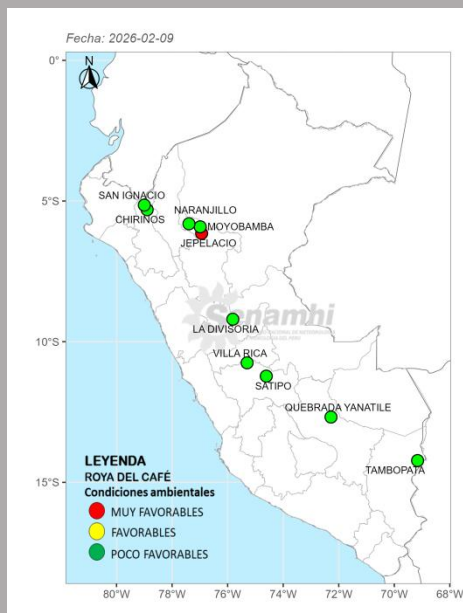 Fecha: 2026-02-09
N
0°
5°S
10°S
15°S
SAN IGNACIO
CHIRINOS
NARANJILLO
MOYOBAMBA
JEPELACIO
Senamhi
LA DIVISORIA
VILLA RICA
SATIPO
QUEBRADA YANATILE
TAMBOPATA
LEYENDA
ROYA DEL CAFÉ
Condiciones ambientales
MUY FAVORABLES
FAVORABLES
POCO FAVORABLES
80°W 78°W 76°W 74°W 72°W 70°W 68°W